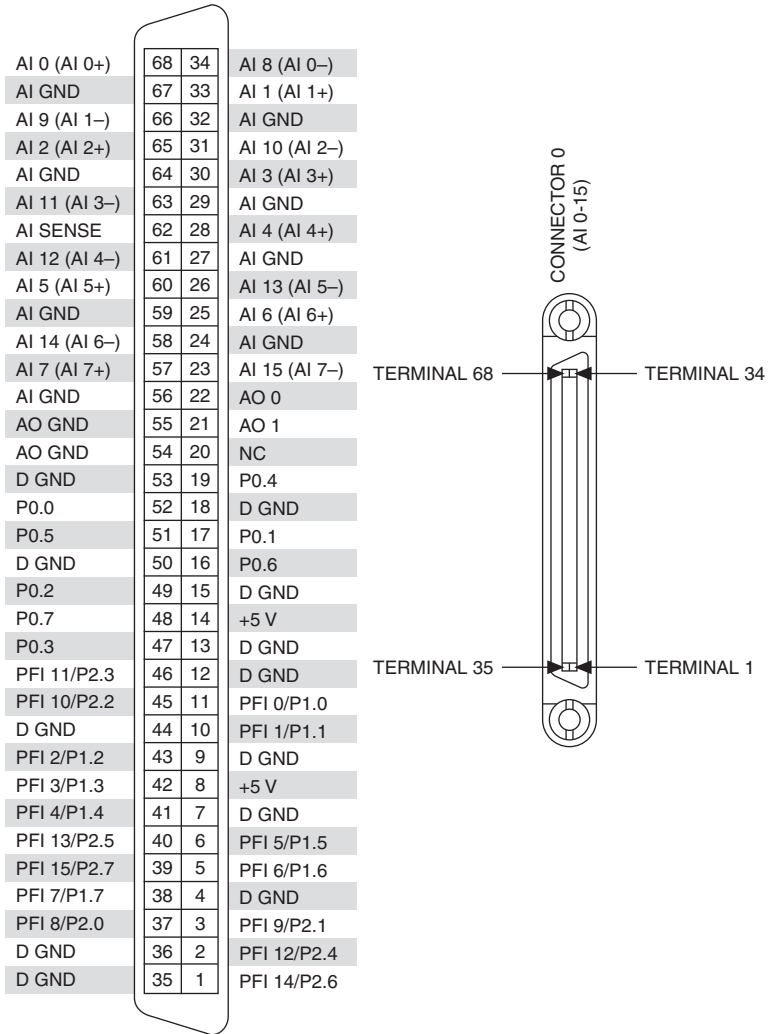 AI 0 (AI 0+) 68 34 AI 8 (AI 0–)
AI GND 67 33 AI 1 (AI 1+)
AI 9 (AI 1–) 66 32 AI GND
AI 2 (AI 2+) 65 31 AI 10 (AI 2–)
AI GND 64 30 AI 3 (AI 3+)
AI 11 (AI 3–) 63 29 AI GND
AI SENSE 62 28 AI 4 (AI 4+)
AI 12 (AI 4–) 61 27 AI GND
AI 5 (AI 5+) 60 26 AI 13 (AI 5–)
AI GND 59 25 AI 6 (AI 6+)
AI 14 (AI 6–) 58 24 AI GND
AI 7 (AI 7+) 57 23 AI 15 (AI 7–)
AI GND 56 22 AO 0
AO GND 55 21 AO 1
AO GND 54 20 NC
D GND 53 19 P0.4
P0.0 52 18 D GND
P0.5 51 17 P0.1
D GND 50 16 P0.6
P0.2 49 15 D GND
P0.7 48 14 +5 V
P0.3 47 13 D GND
PFI 11/P2.3 46 12 D GND
PFI 10/P2.2 45 11 PFI 0/P1.0
D GND 44 10 PFI 1/P1.1
PFI 2/P1.2 43 9 D GND
PFI 3/P1.3 42 8 +5 V
PFI 4/P1.4 41 7 D GND
PFI 13/P2.5 40 6 PFI 5/P1.5
PFI 15/P2.7 39 5 PFI 6/P1.6
PFI 7/P1.7 38 4 D GND
PFI 8/P2.0 37 3 PFI 9/P2.1
D GND 36 2 PFI 12/P2.4
D GND 35 1 PFI 14/P2.6
CONNECTOR 0
(AI 0-15)
TERMINAL 68
TERMINAL 34
TERMINAL 35
TERMINAL 1